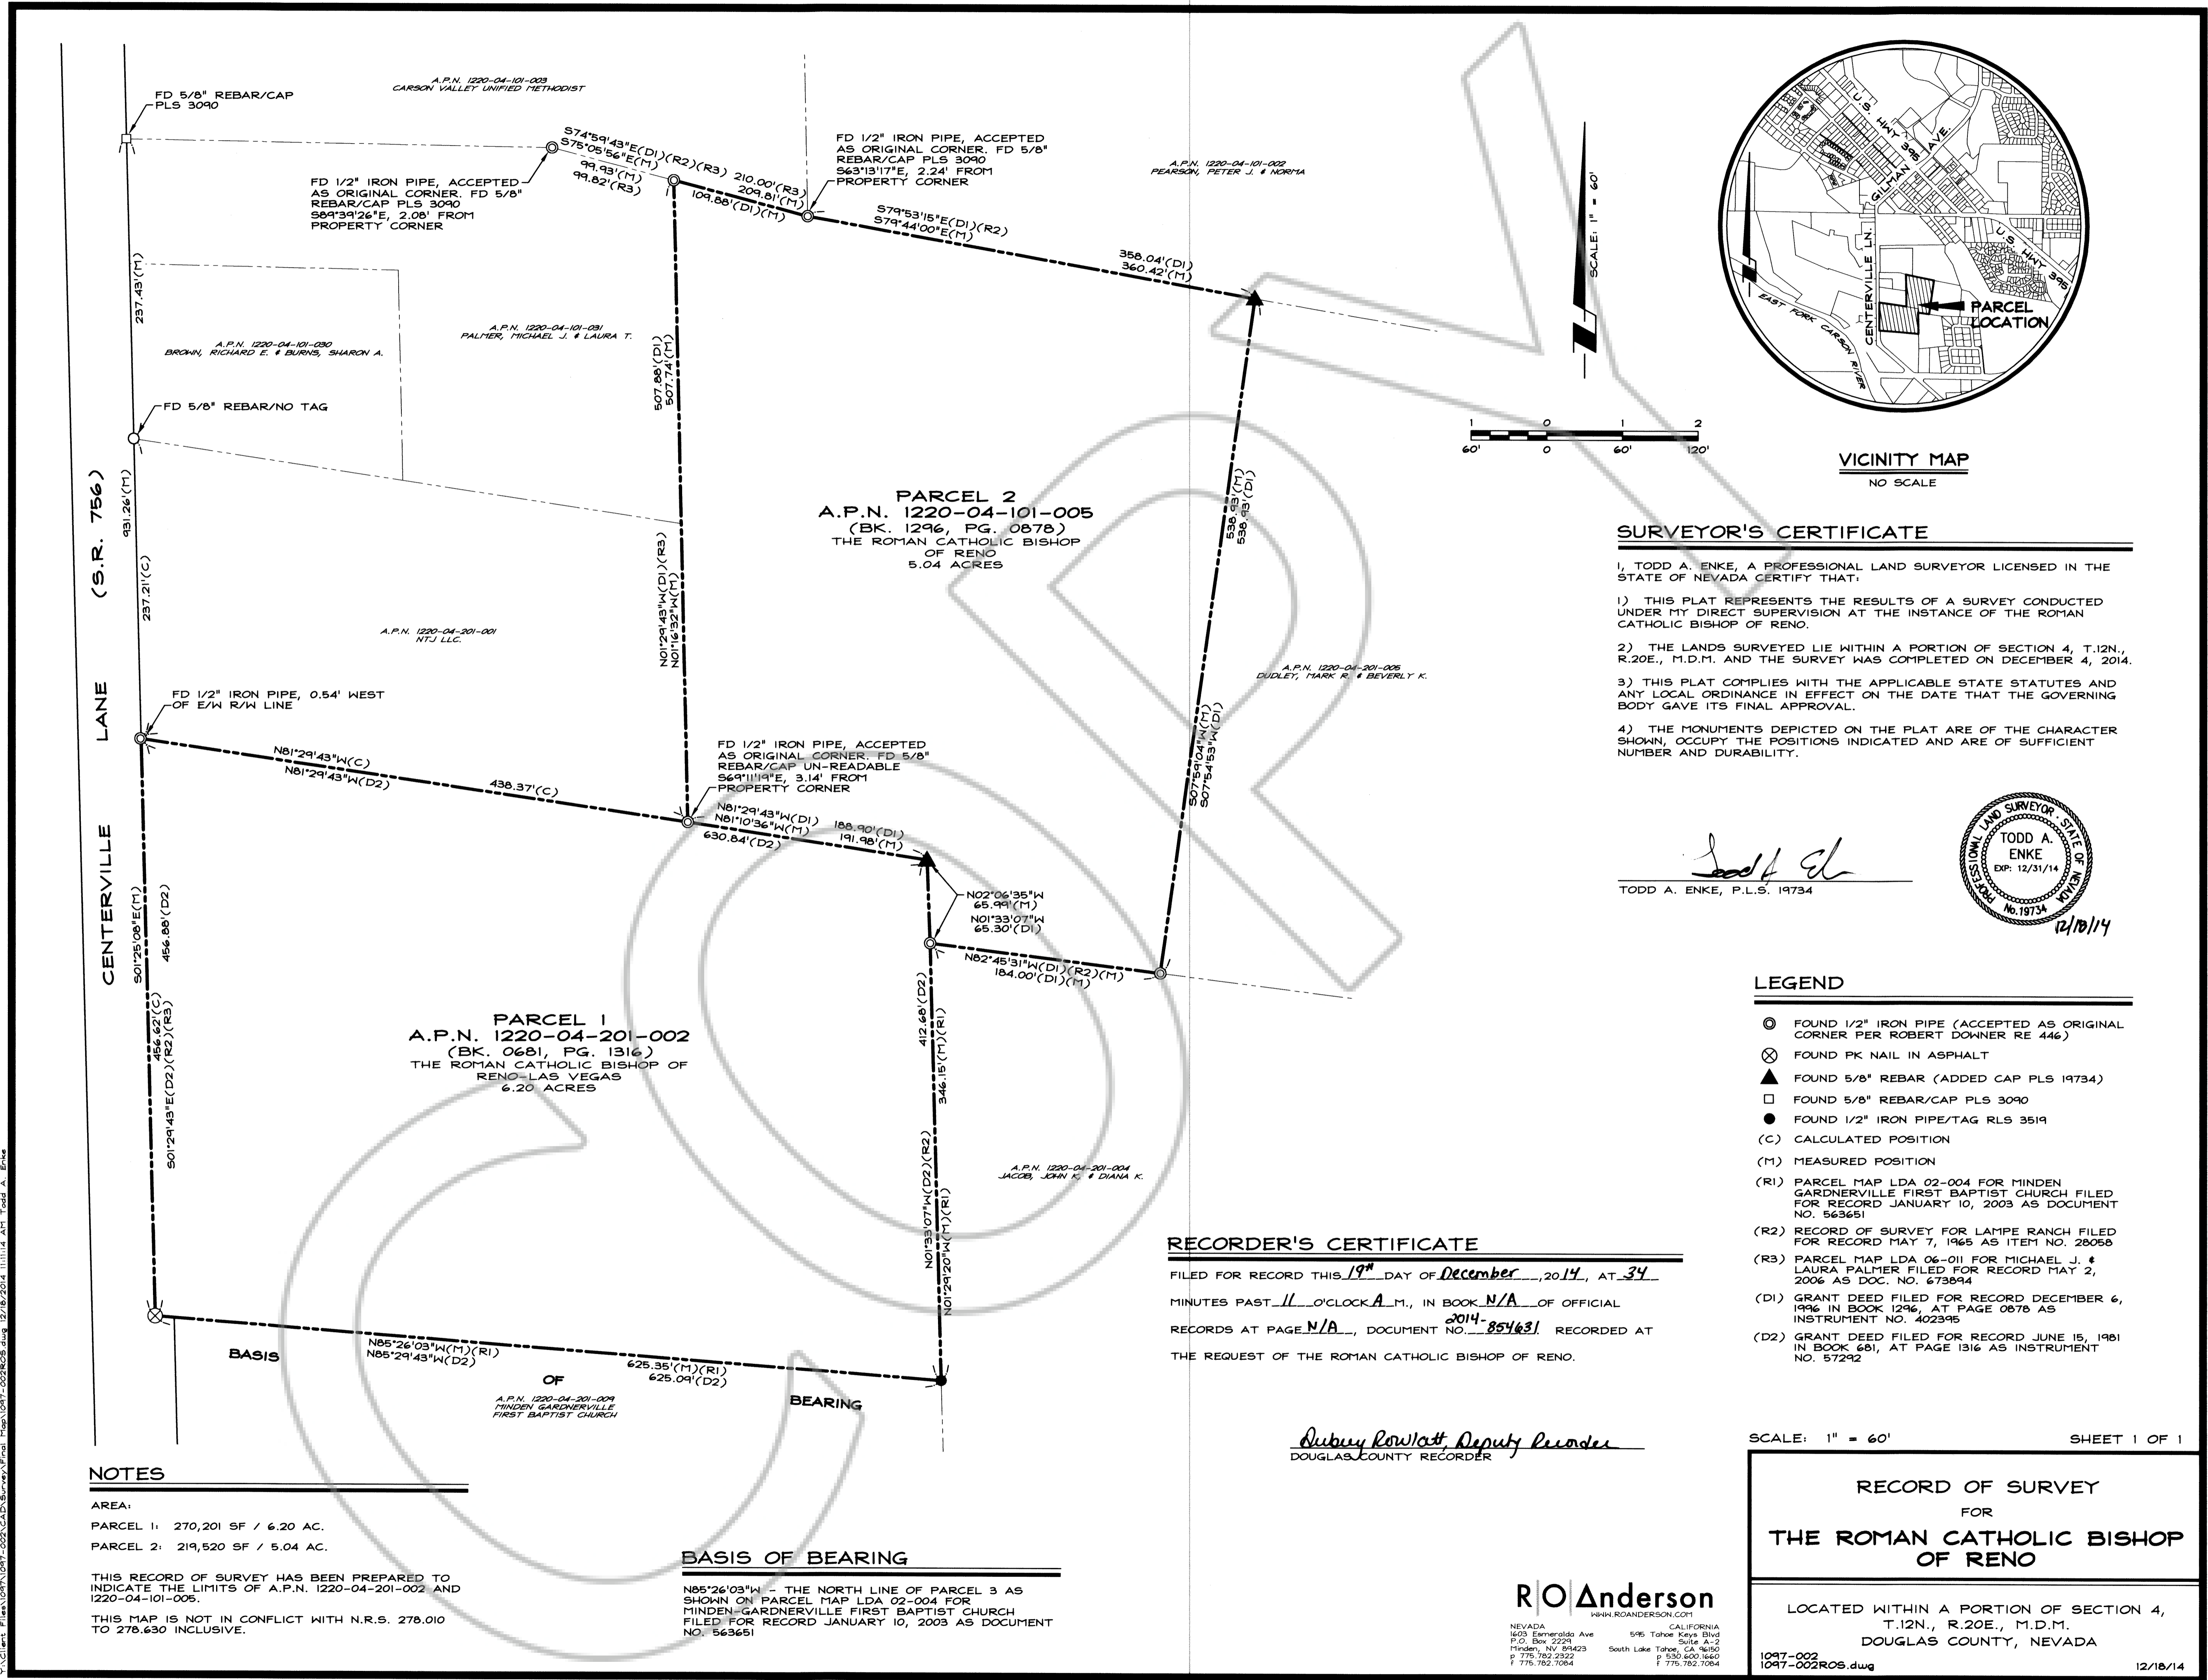 A.P.N. 1220-04-101-003
CARSON VALLEY UNIFIED METHODIST
FD 5/8" REBAR/CAP
PLS 3090
S74°59'43"E(D1)(R2)(R3)
S75°05'56"E(M)
99.93'(M)
99.82'(R3)
210.00'(R3)
209.81'(M)
109.88'(D1)(M)
FD 1/2" IRON PIPE, ACCEPTED
AS ORIGINAL CORNER. FD 5/8"
REBAR/CAP PLS 3090
S63°13'17"E, 2.24' FROM
PROPERTY CORNER
A.P.N. 1220-04-101-002
PEARSON, PETER J. & NORMA
FD 1/2" IRON PIPE, ACCEPTED
AS ORIGINAL CORNER. FD 5/8"
REBAR/CAP PLS 3090
S89°39'26"E, 2.08' FROM
PROPERTY CORNER
S79°53'15"E(D1)(R2)
S79°44'00"E(M)
358.04'(D1)
360.42'(M)
237.43'(M)
A.P.N. 1220-04-101-030
BROWN, RICHARD E. & BURNS, SHARON A.
A.P.N. 1220-04-101-031
PALMER, MICHAEL J. & LAURA T.
507.88'(D1)
507.74'(M)
FD 5/8" REBAR/NO TAG
931.26'(M)
237.21'(C)
CENTERVILLE LANE (S.R. 756)
PARCEL 2
A.P.N. 1220-04-101-005
(BK. 1296, PG. 0878)
THE ROMAN CATHOLIC BISHOP
OF RENO
5.04 ACRES
538.93'(M)
538.93'(D1)
N01°29'43"W(D1)(R3)
N01°16'32"W(M)
A.P.N. 1220-04-201-001
NTJ LLC.
A.P.N. 1220-04-201-005
DUDLEY, MARK R. & BEVERLY K.
S07°59'04"W(M)
S07°54'53"W(D1)
FD 1/2" IRON PIPE, 0.54' WEST
OF E/W R/W LINE
N81°29'43"W(C)
N81°29'43"W(D2)
438.37'(C)
FD 1/2" IRON PIPE, ACCEPTED
AS ORIGINAL CORNER. FD 5/8"
REBAR/CAP UN-READABLE
S69°11'19"E, 3.14' FROM
PROPERTY CORNER
N81°29'43"W(D1)
N81°10'36"W(M)
188.90'(D1)
191.98'(M)
630.84'(D2)
N02°06'35"W
65.99'(M)
N01°33'07"W
65.30'(D1)
N82°45'31"W(D1)(R2)(M)
184.00'(D1)(M)
S01°25'08"E(M)
456.88'(D2)
456.62'(C)
S01°29'43"E(D2)(R2)(R3)
PARCEL 1
A.P.N. 1220-04-201-002
(BK. 0681, PG. 1316)
THE ROMAN CATHOLIC BISHOP OF
RENO-LAS VEGAS
6.20 ACRES
412.68'(D2)
346.15'(M)(R1)
N01°33'07"W(D2)(R2)
N01°29'20"W(M)(R1)
A.P.N. 1220-04-201-004
JACOB, JOHN K. & DIANA K.
BASIS OF BEARING
N85°26'03"W(M)(R1)
N85°29'43"W(D2)
625.35'(M)(R1)
625.09'(D2)
A.P.N. 1220-04-201-009
MINDEN GARDNERVILLE
FIRST BAPTIST CHURCH
NOTES
AREA:
PARCEL 1: 270,201 SF / 6.20 AC.
PARCEL 2: 219,520 SF / 5.04 AC.
THIS RECORD OF SURVEY HAS BEEN PREPARED TO
INDICATE THE LIMITS OF A.P.N. 1220-04-201-002 AND
1220-04-101-005.
THIS MAP IS NOT IN CONFLICT WITH N.R.S. 278.010
TO 278.630 INCLUSIVE.
BASIS OF BEARING
N85°26'03"W - THE NORTH LINE OF PARCEL 3 AS
SHOWN ON PARCEL MAP LDA 02-004 FOR
MINDEN-GARDNERVILLE FIRST BAPTIST CHURCH
FILED FOR RECORD JANUARY 10, 2003 AS DOCUMENT
NO. 563651
COPY
SCALE: 1" = 60'
1 0 1 2
60' 0 60' 120'
U.S. HWY 395
GILMAN AVE.
U.S. HWY 395
CENTERVILLE LN.
EAST FORK CARSON RIVER
PARCEL
LOCATION
VICINITY MAP
NO SCALE
SURVEYOR'S CERTIFICATE
I, TODD A. ENKE, A PROFESSIONAL LAND SURVEYOR LICENSED IN THE
STATE OF NEVADA CERTIFY THAT:
1) THIS PLAT REPRESENTS THE RESULTS OF A SURVEY CONDUCTED
UNDER MY DIRECT SUPERVISION AT THE INSTANCE OF THE ROMAN
CATHOLIC BISHOP OF RENO.
2) THE LANDS SURVEYED LIE WITHIN A PORTION OF SECTION 4, T.12N.,
R.20E., M.D.M. AND THE SURVEY WAS COMPLETED ON DECEMBER 4, 2014.
3) THIS PLAT COMPLIES WITH THE APPLICABLE STATE STATUTES AND
ANY LOCAL ORDINANCE IN EFFECT ON THE DATE THAT THE GOVERNING
BODY GAVE ITS FINAL APPROVAL.
4) THE MONUMENTS DEPICTED ON THE PLAT ARE OF THE CHARACTER
SHOWN, OCCUPY THE POSITIONS INDICATED AND ARE OF SUFFICIENT
NUMBER AND DURABILITY.
TODD A. ENKE, P.L.S. 19734
PROFESSIONAL LAND SURVEYOR · STATE OF NEVADA
TODD A.
ENKE
EXP: 12/31/14
No.19734
12/18/14
LEGEND
FOUND 1/2" IRON PIPE (ACCEPTED AS ORIGINAL
CORNER PER ROBERT DOWNER RE 446)
FOUND PK NAIL IN ASPHALT
FOUND 5/8" REBAR (ADDED CAP PLS 19734)
FOUND 5/8" REBAR/CAP PLS 3090
FOUND 1/2" IRON PIPE/TAG RLS 3519
(C) CALCULATED POSITION
(M) MEASURED POSITION
(R1) PARCEL MAP LDA 02-004 FOR MINDEN
GARDNERVILLE FIRST BAPTIST CHURCH FILED
FOR RECORD JANUARY 10, 2003 AS DOCUMENT
NO. 563651
(R2) RECORD OF SURVEY FOR LAMPE RANCH FILED
FOR RECORD MAY 7, 1965 AS ITEM NO. 28058
(R3) PARCEL MAP LDA 06-011 FOR MICHAEL J. &
LAURA PALMER FILED FOR RECORD MAY 2,
2006 AS DOC. NO. 673894
(D1) GRANT DEED FILED FOR RECORD DECEMBER 6,
1996 IN BOOK 1296, AT PAGE 0878 AS
INSTRUMENT NO. 402395
(D2) GRANT DEED FILED FOR RECORD JUNE 15, 1981
IN BOOK 681, AT PAGE 1316 AS INSTRUMENT
NO. 57292
RECORDER'S CERTIFICATE
FILED FOR RECORD THIS 19th DAY OF December, 2014, AT 34
MINUTES PAST 11 O'CLOCK A M., IN BOOK N/A OF OFFICIAL
RECORDS AT PAGE N/A, DOCUMENT NO. 2014-854631 RECORDED AT
THE REQUEST OF THE ROMAN CATHOLIC BISHOP OF RENO.
Rowlatt, Deputy Recorder
DOUGLAS COUNTY RECORDER
SCALE: 1" = 60' SHEET 1 OF 1
RECORD OF SURVEY
FOR
THE ROMAN CATHOLIC BISHOP
OF RENO
LOCATED WITHIN A PORTION OF SECTION 4,
T.12N., R.20E., M.D.M.
DOUGLAS COUNTY, NEVADA
1097-002
1097-002ROS.dwg 12/18/14
R|O|Anderson
WWW.ROANDERSON.COM
NEVADA
1603 Esmeralda Ave
P.O. Box 2229
Minden, NV 89423
p 775.782.2322
f 775.782.7084
CALIFORNIA
595 Tahoe Keys Blvd
Suite A-2
South Lake Tahoe, CA 96150
p 530.600.1660
f 775.782.7084
Y:\Client Files\1097\1097-002\CAD\Survey\Final Map\1097-002ROS.dwg 12/18/2014 11:11:14 AM Todd A. Enke